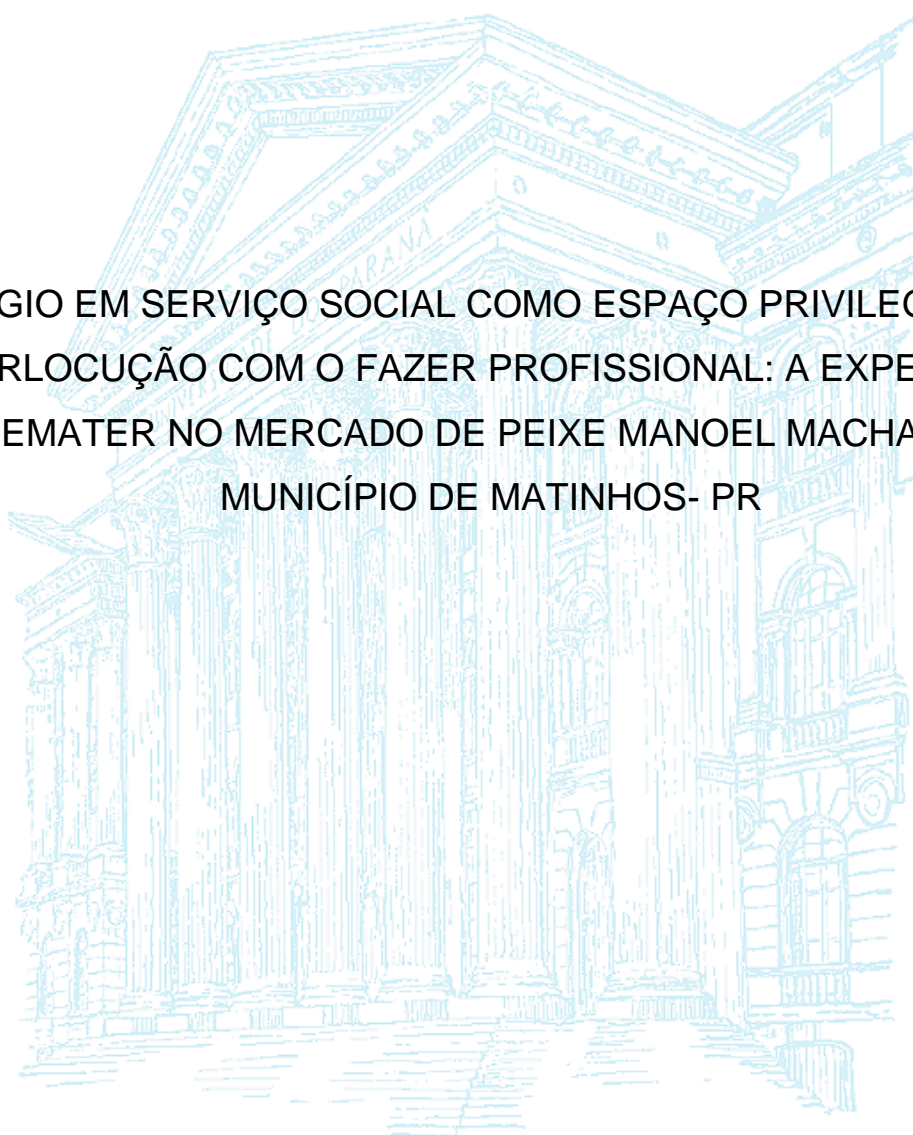 GIO EM SERVIÇO SOCIAL COMO ESPAÇO PRIVILEG
RLOCUÇÃO COM O FAZER PROFISSIONAL: A EXPE
EMATER NO MERCADO DE PEIXE MANOEL MACHA
MUNICÍPIO DE MATINHOS- PR
PARANÁ